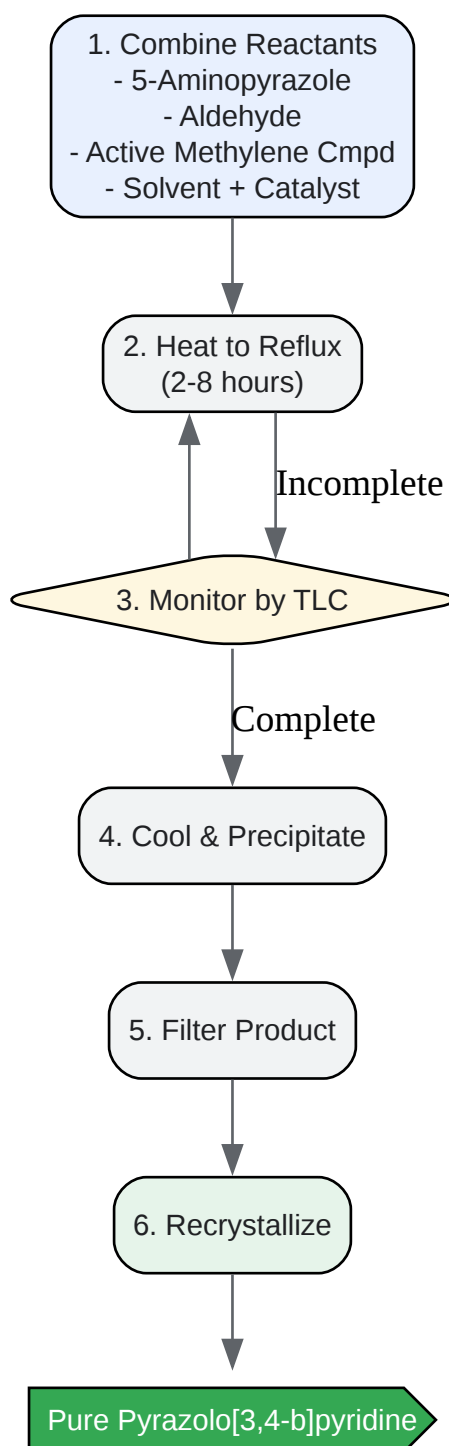 1. Combine Reactants
- 5-Aminopyrazole
- Aldehyde
- Active Methylene Cmpd
- Solvent + Catalyst
2. Heat to Reflux
(2-8 hours)
Incomplete
3. Monitor by TLC
Complete
4. Cool & Precipitate
5. Filter Product
6. Recrystallize
Pure Pyrazolo[3,4-b]pyridine